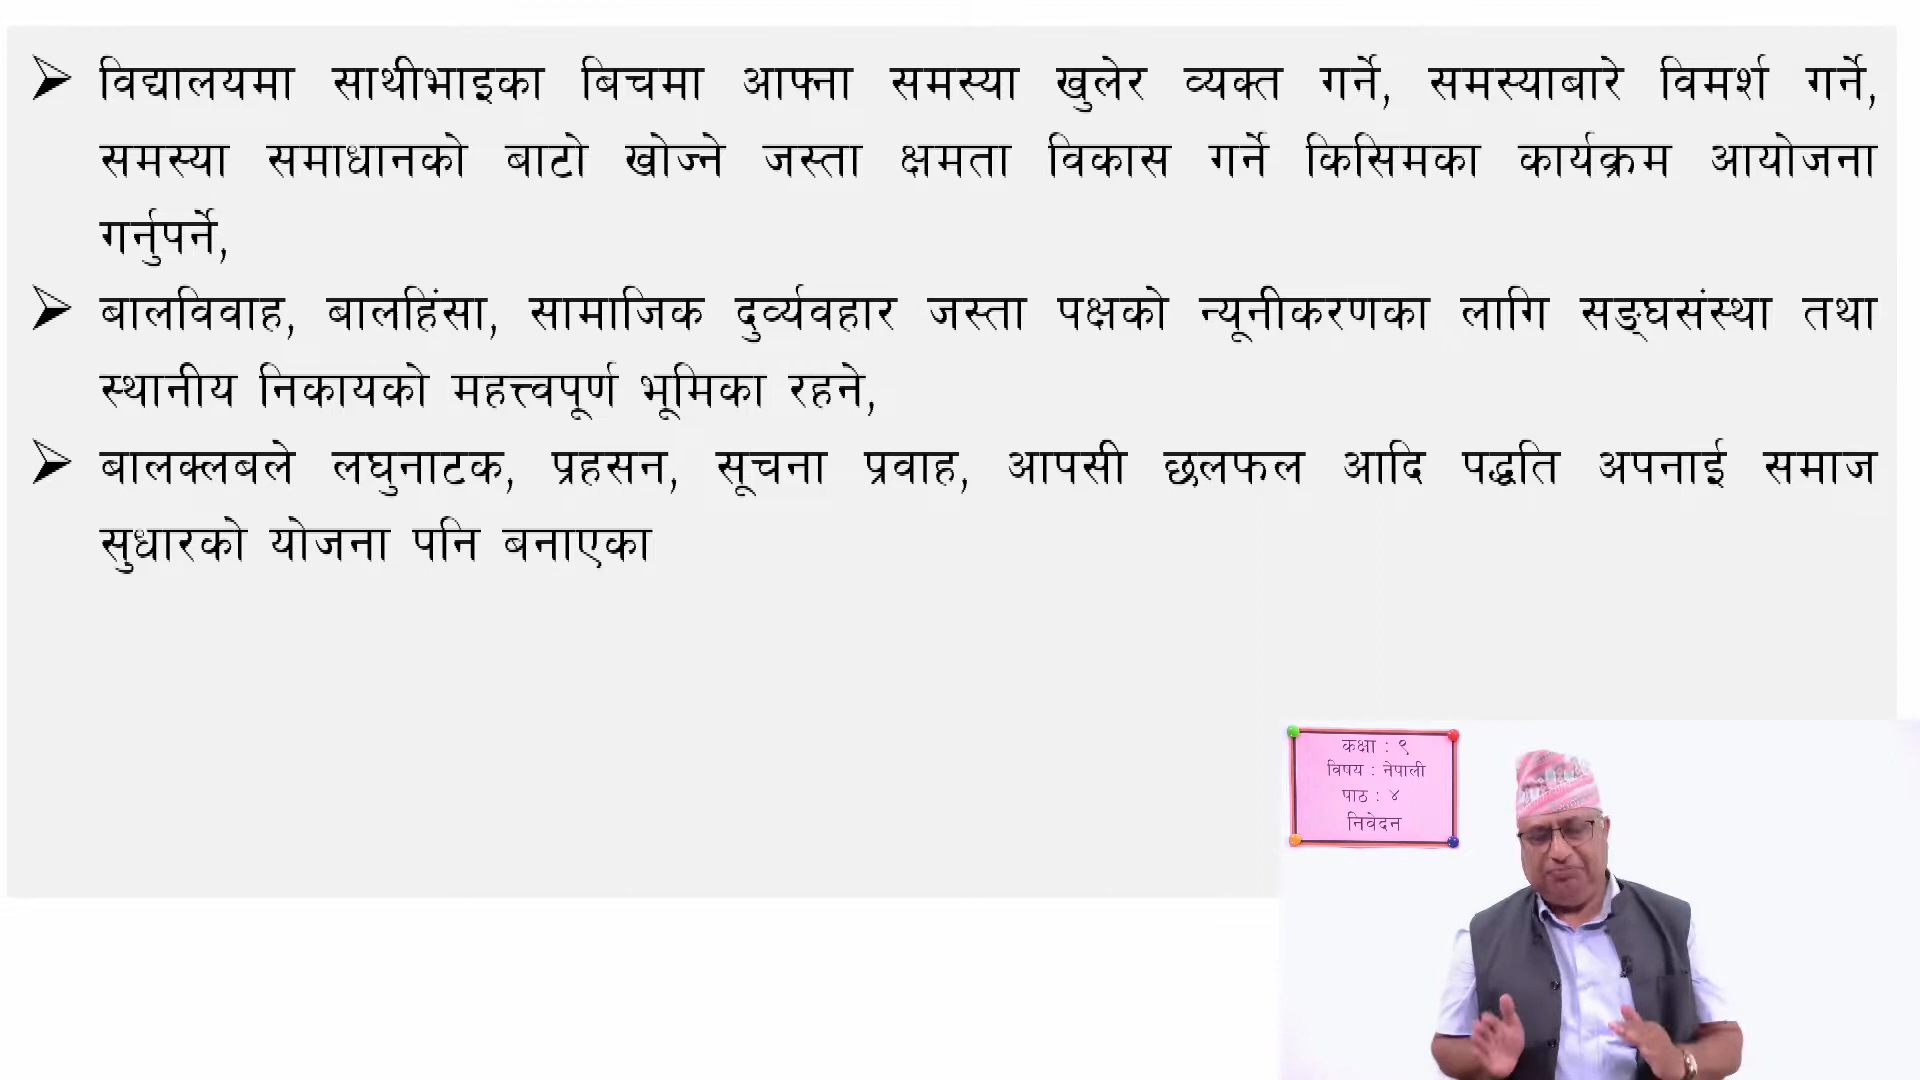 ➢ विद्यालयमा साथीभाइका बिचमा आफ्ना समस्या खुलेर व्यक्त गर्ने, समस्याबारे विमर्श गर्ने,
समस्या समाधानको बाटो खोज्ने जस्ता क्षमता विकास गर्ने किसिमका कार्यक्रम आयोजना
गर्नुपर्ने,
➢ बालविवाह, बालहिंसा, सामाजिक दुर्व्यवहार जस्ता पक्षको न्यूनीकरणका लागि सङ्घसंस्था तथा
स्थानीय निकायको महत्त्वपूर्ण भूमिका रहने,
➢ बालक्लबले लघुनाटक, प्रहसन, सूचना प्रवाह, आपसी छलफल आदि पद्धति अपनाई समाज
सुधारको योजना पनि बनाएका
कक्षा : ९
विषय : नेपाली
पाठ : ४
निवेदन